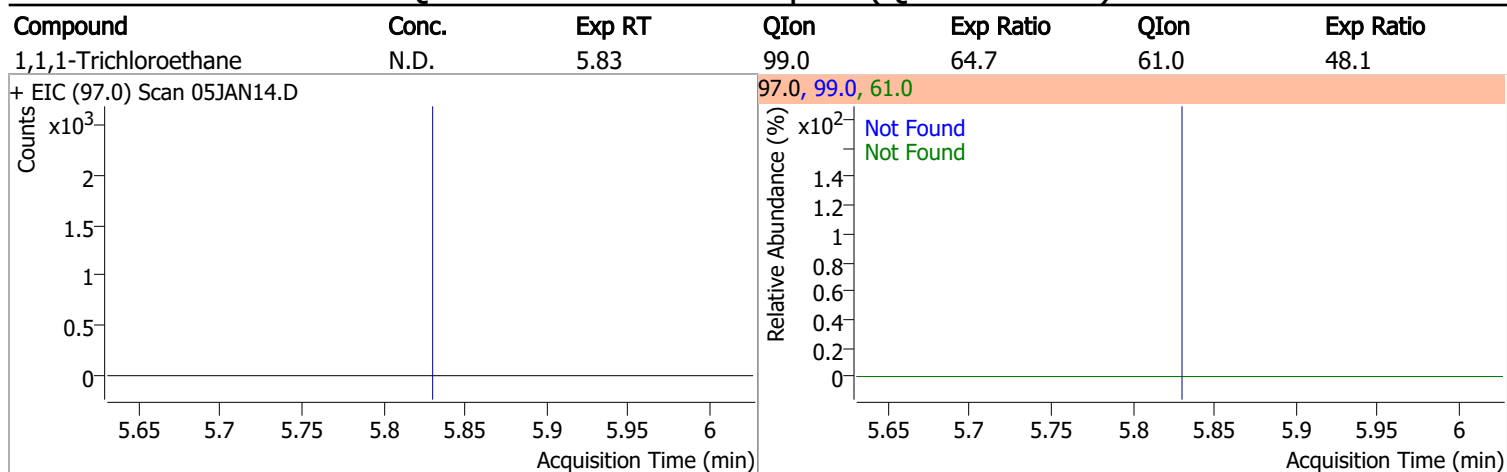 Compound Conc. Exp RT QIon Exp Ratio QIon Exp Ratio
1,1,1-Trichloroethane N.D. 5.83 99.0 64.7 61.0 48.1
+ EIC (97.0) Scan 05JAN14.D
Counts
x10³
2
1.5
1
0.5
0
5.65 5.7 5.75 5.8 5.85 5.9 5.95 6
Acquisition Time (min)
97.0, 99.0, 61.0
Relative Abundance (%)
x10²
Not Found
Not Found
1.4
1.2
1
0.8
0.6
0.4
0.2
0
5.65 5.7 5.75 5.8 5.85 5.9 5.95 6
Acquisition Time (min)